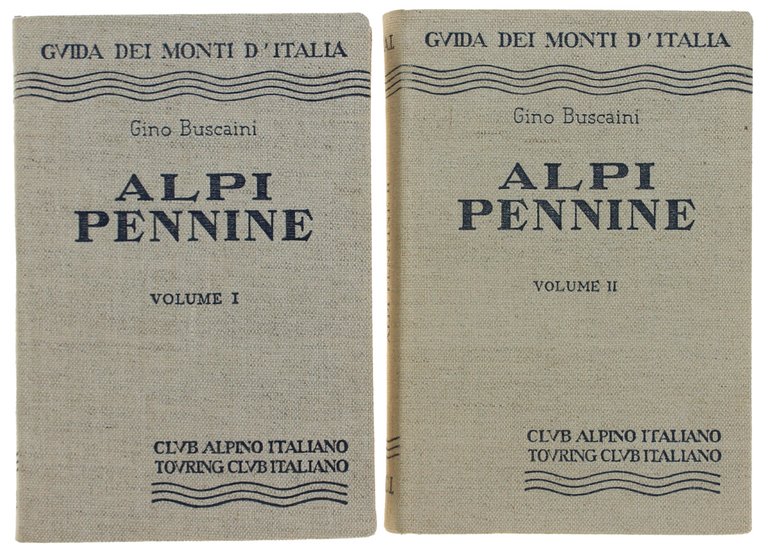 GVIDA DEI MONTI D'ITALIA
Gino Buscaini
ALPI
PENNINE
VOLUME I
CLVB ALPINO ITALIANO
TOVRING CLVB ITALIANO
GVIDA DEI MONTI D'ITALIA
Gino Buscaini
ALPI
PENNINE
VOLUME II
CLVB ALPINO ITALIANO
TOVRING CLVB ITALIANO